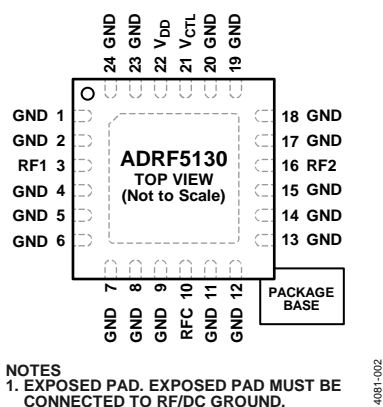 24 GND
23 GND
22 VDD
21 VCTL
20 GND
19 GND
GND 1
GND 2
RF1 3
GND 4
GND 5
GND 6
ADRF5130
TOP VIEW
(Not to Scale)
18 GND
17 GND
16 RF2
15 GND
14 GND
13 GND
GND 7
GND 8
GND 9
RFC 10
GND 11
GND 12
PACKAGE
BASE
NOTES
1. EXPOSED PAD. EXPOSED PAD MUST BE
CONNECTED TO RF/DC GROUND.
4081-002